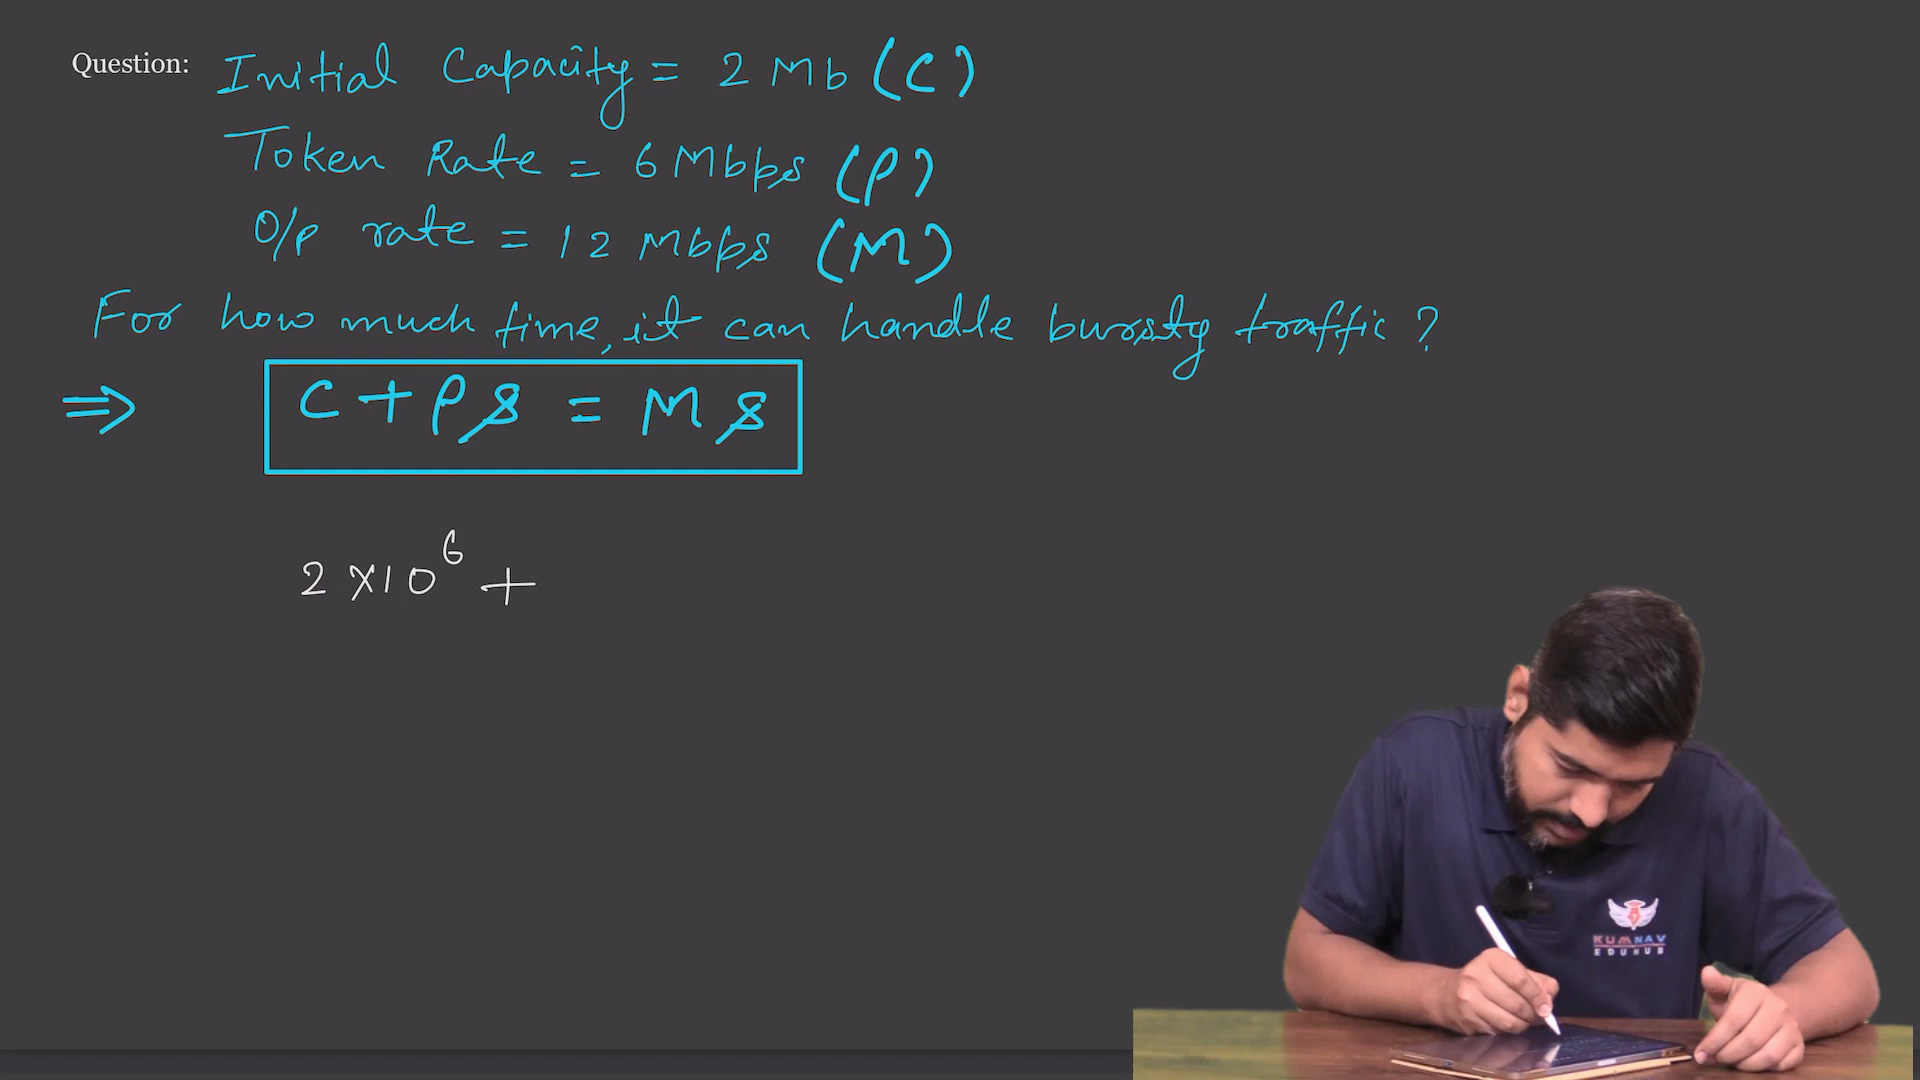 Question: Initial Capacity = 2 Mb (C)
Token Rate = 6 Mbps (ρ)
O/p rate = 12 Mbps (M)
For how much time, it can handle bursty traffic ?
⇒ C + ρs = Ms
2 × 10⁶ +
KUMNAV
EDUHUB